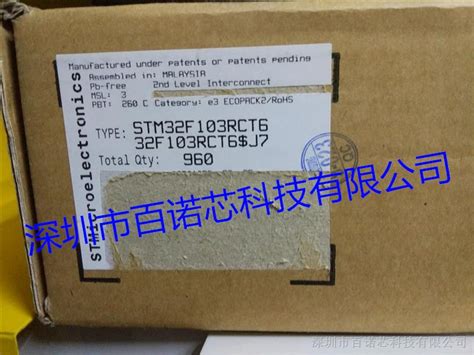 Manufactured under patents or patents pending
Assembled in: MALAYSIA
Pb-free 2nd Level Interconnect
MSL: 3
PBT: 260 C Category: e3 ECOPACK2/RoHS
TYPE: STM32F103RCT6
32F103RCT6$J7
Total Qty: 960
STMicroelectronics
深圳市百诺芯科技有限公司
深圳市百诺芯科技有限公司